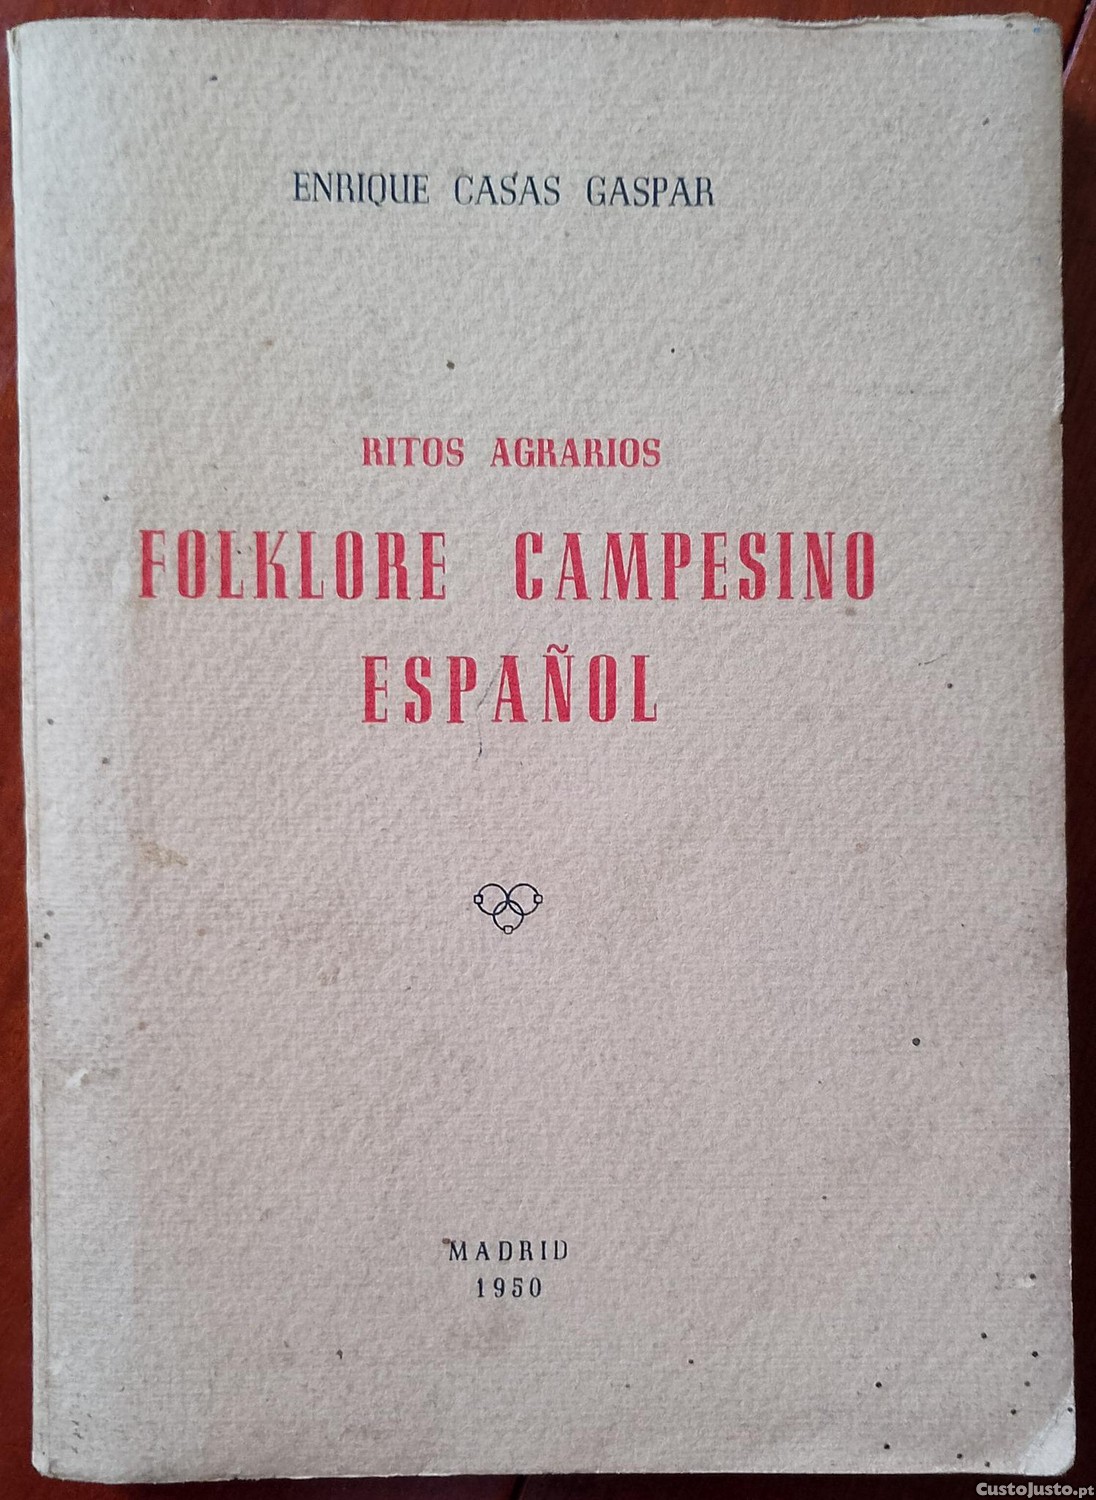 ENRIQUE CASAS GASPAR
RITOS AGRARIOS
FOLKLORE CAMPESINO
ESPAÑOL
MADRID
1950
CustoJusto.pt